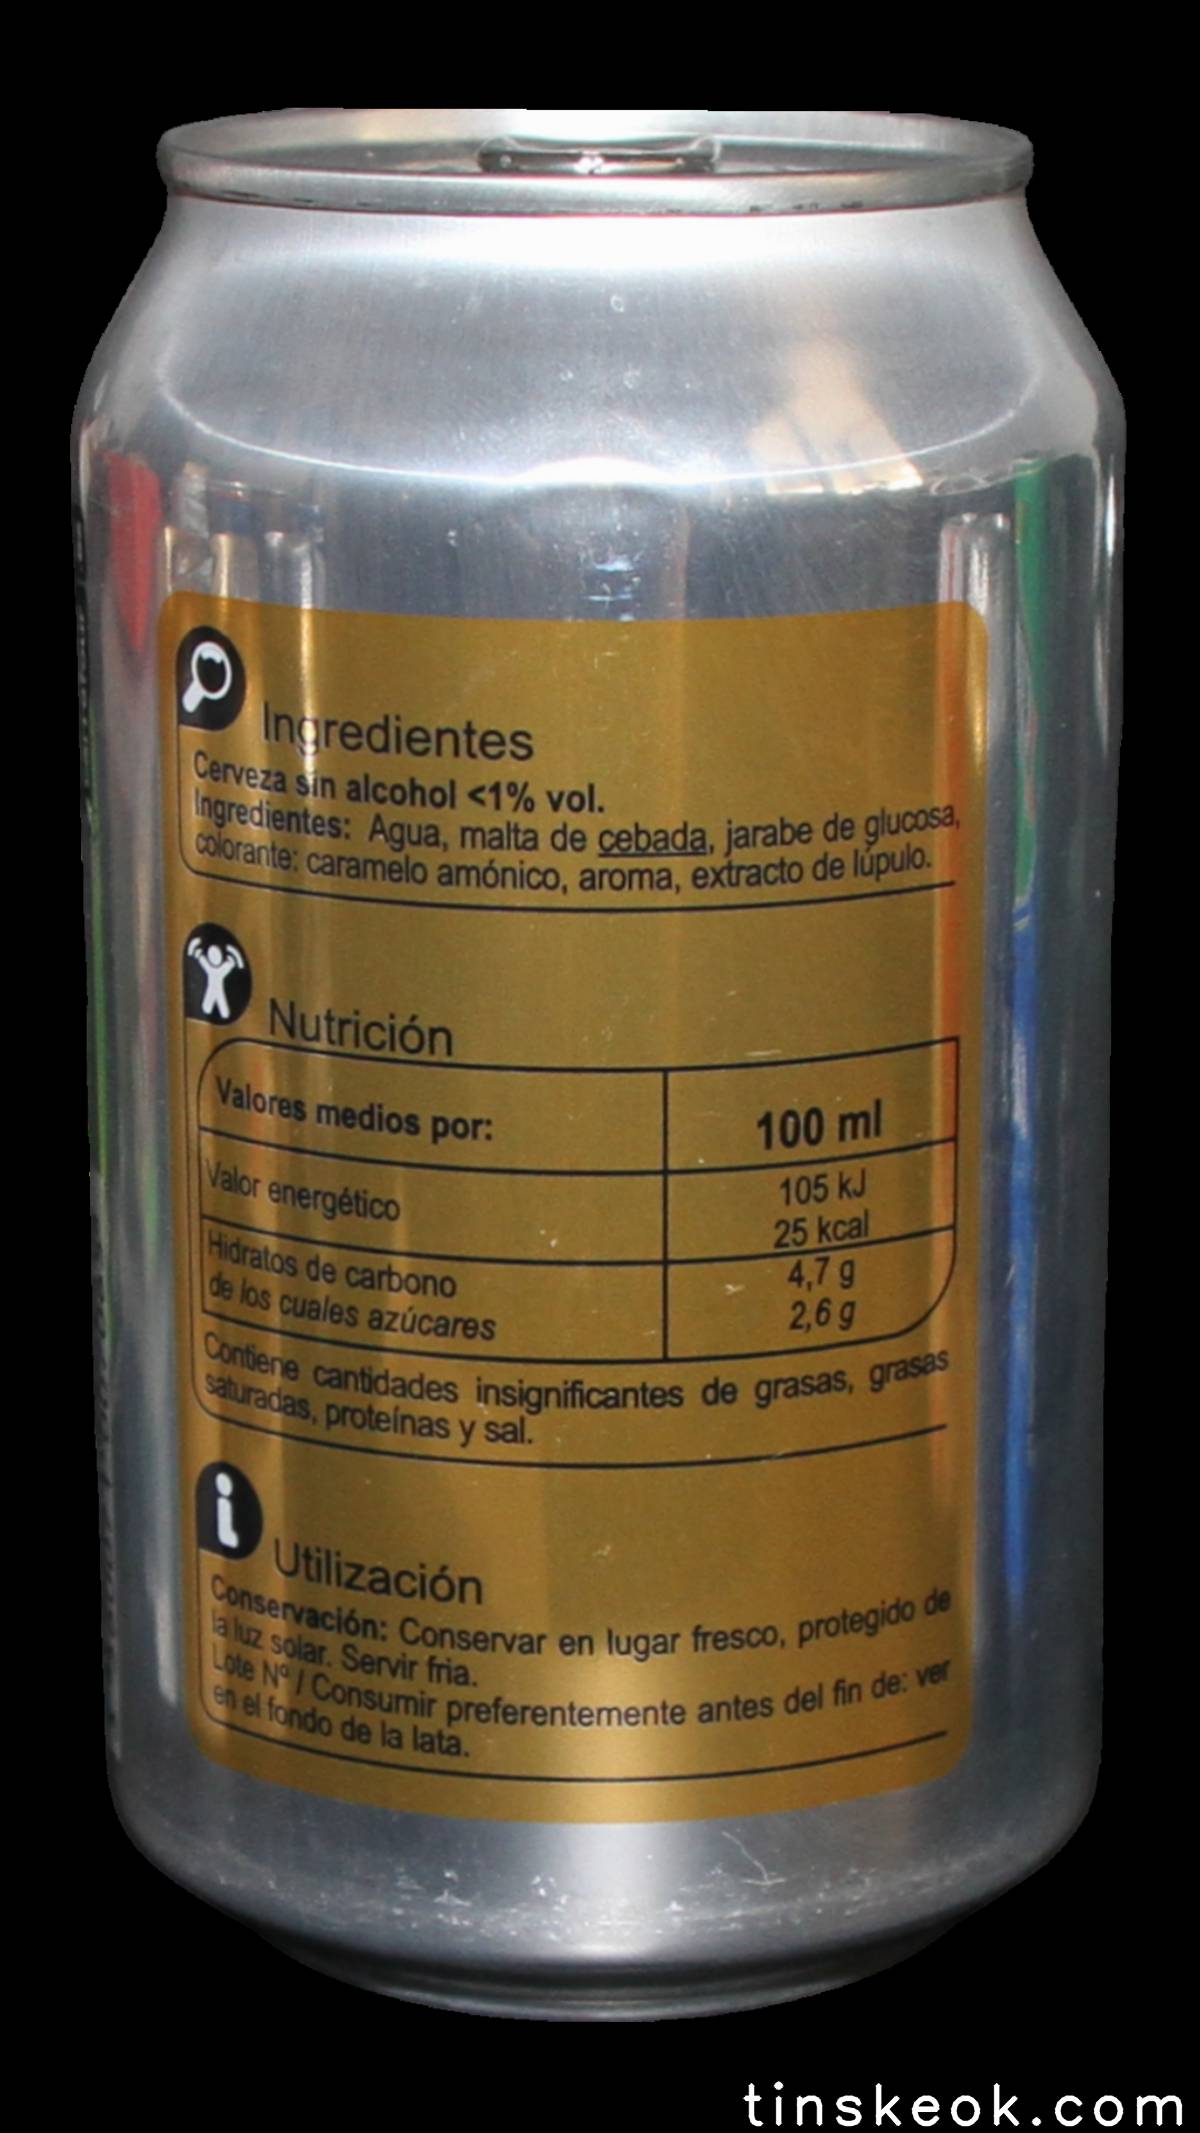 Ingredientes
Cerveza sin alcohol <1% vol.
Ingredientes: Agua, malta de cebada, jarabe de glucosa,
colorante: caramelo amónico, aroma, extracto de lúpulo.
Nutrición
Valores medios por: 100 ml
Valor energético 105 kJ
25 kcal
Hidratos de carbono 4,7 g
de los cuales azúcares 2,6 g
Contiene cantidades insignificantes de grasas, grasas
saturadas, proteínas y sal.
Utilización
Conservación: Conservar en lugar fresco, protegido de
la luz solar. Servir fria.
Lote Nº / Consumir preferentemente antes del fin de: ver
en el fondo de la lata.
tinskeok.com